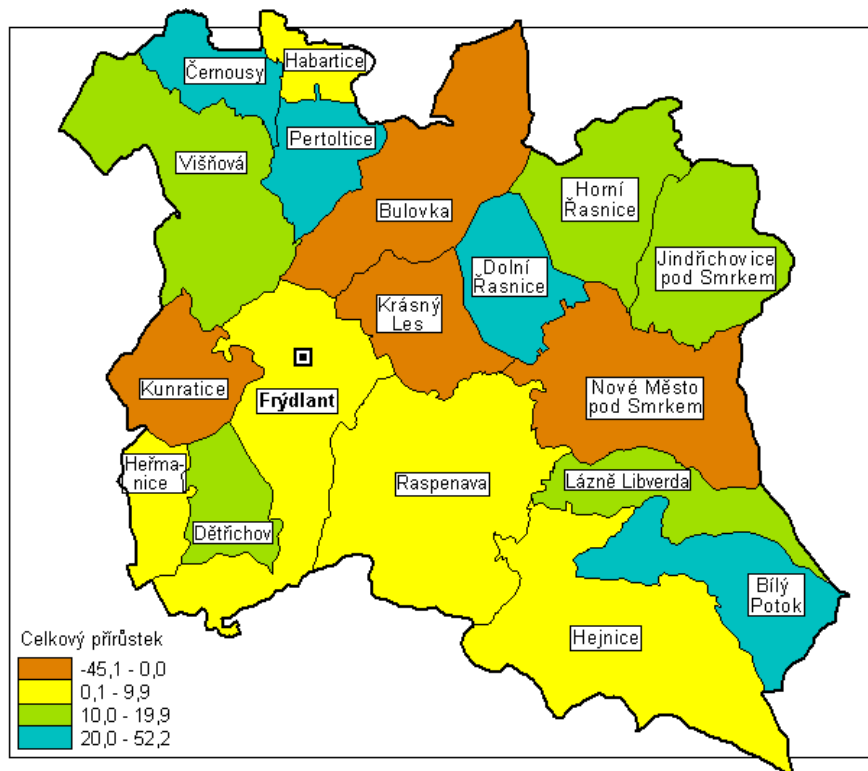 Habartice
Černousy
Pertoltice
Višňová
Horní
Řasnice
Bulovka
Jindřichovice
pod Smrkem
Dolní
Řasnice
Krásný
Les
Kunratice
Nové Město
pod Smrkem
Frýdlant
Heřma-
nice
Raspenava
Lázně Libverda
Dětřichov
Bílý
Potok
Hejnice
Celkový přírůstek
-45,1 - 0,0
0,1 - 9,9
10,0 - 19,9
20,0 - 52,2